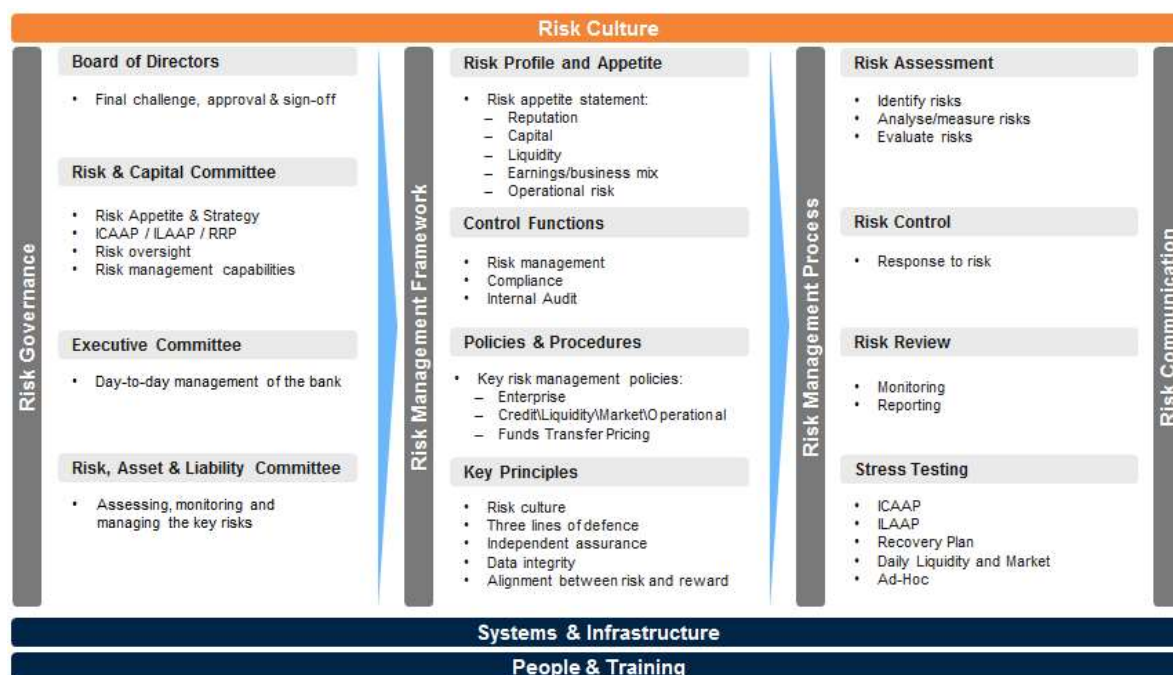 Risk Culture
Risk Governance
Board of Directors
• Final challenge, approval & sign-off
Risk & Capital Committee
• Risk Appetite & Strategy
• ICAAP / ILAAP / RRP
• Risk oversight
• Risk management capabilities
Executive Committee
• Day-to-day management of the bank
Risk, Asset & Liability Committee
• Assessing, monitoring and
managing the key risks
Risk Management Framework
Risk Profile and Appetite
• Risk appetite statement:
– Reputation
– Capital
– Liquidity
– Earnings/business mix
– Operational risk
Control Functions
• Risk management
• Compliance
• Internal Audit
Policies & Procedures
• Key risk management policies:
– Enterprise
– Credit\Liquidity\Market\Operational
– Funds Transfer Pricing
Key Principles
• Risk culture
• Three lines of defence
• Independent assurance
• Data integrity
• Alignment between risk and reward
Risk Management Process
Risk Assessment
• Identify risks
• Analyse/measure risks
• Evaluate risks
Risk Control
• Response to risk
Risk Review
• Monitoring
• Reporting
Stress Testing
• ICAAP
• ILAAP
• Recovery Plan
• Daily Liquidity and Market
• Ad-Hoc
Risk Communication
Systems & Infrastructure
People & Training